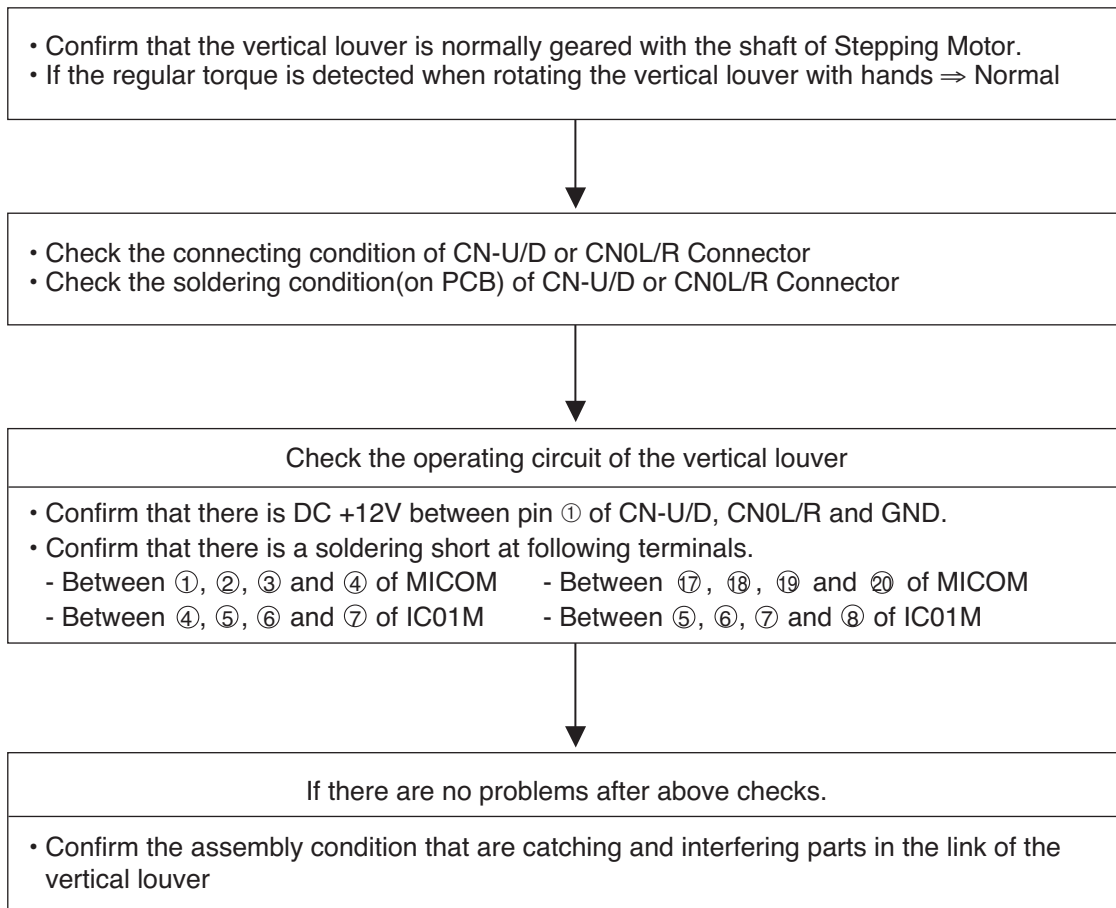 • Confirm that the vertical louver is normally geared with the shaft of Stepping Motor.
• If the regular torque is detected when rotating the vertical louver with hands ⇒ Normal
• Check the connecting condition of CN-U/D or CN0L/R Connector
• Check the soldering condition(on PCB) of CN-U/D or CN0L/R Connector
Check the operating circuit of the vertical louver
• Confirm that there is DC +12V between pin ① of CN-U/D, CN0L/R and GND.
• Confirm that there is a soldering short at following terminals.
- Between ①, ②, ③ and ④ of MICOM - Between ⑰, ⑱, ⑲ and ⑳ of MICOM
- Between ④, ⑤, ⑥ and ⑦ of IC01M - Between ⑤, ⑥, ⑦ and ⑧ of IC01M
If there are no problems after above checks.
• Confirm the assembly condition that are catching and interfering parts in the link of the
vertical louver